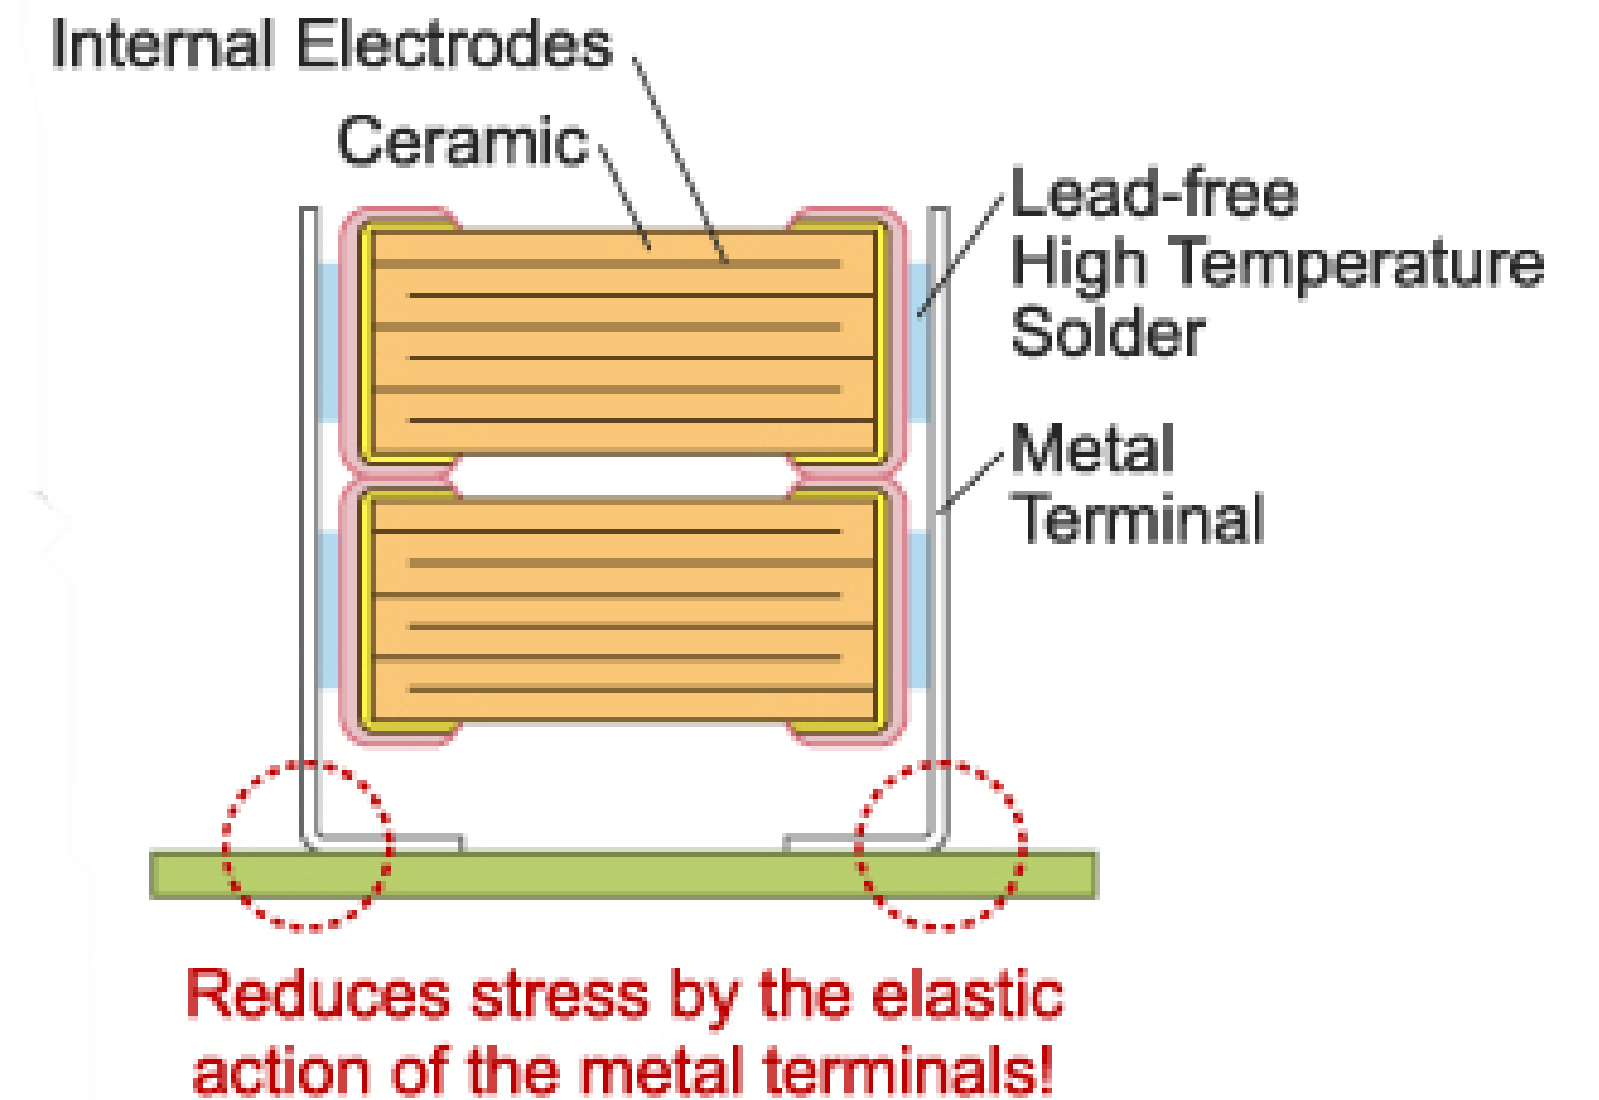 Internal Electrodes
Ceramic
Lead-free
High Temperature
Solder
Metal
Terminal
Reduces stress by the elastic
action of the metal terminals!